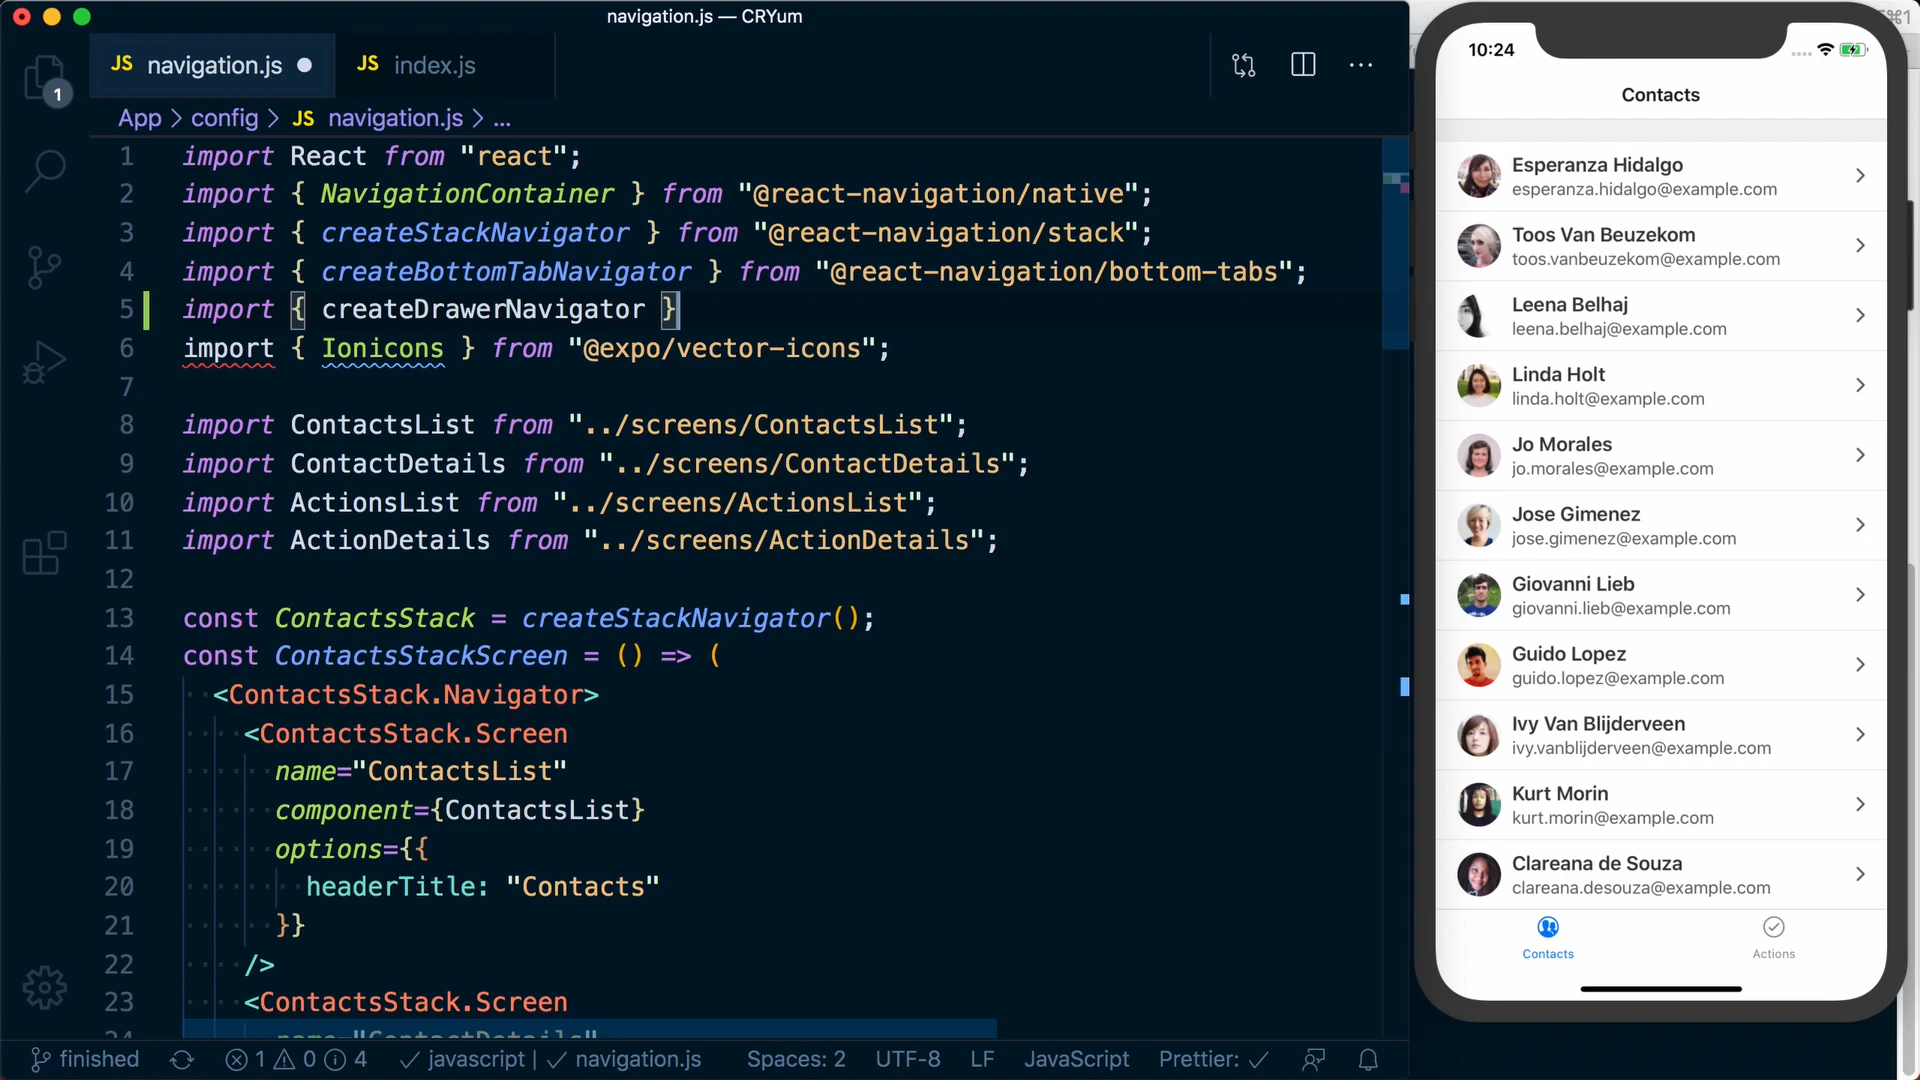 navigation.js — CRYum
⌘1
JS navigation.js
JS index.js
1
App > config > JS navigation.js > ...
1 import React from "react";
2 import { NavigationContainer } from "@react-navigation/native";
3 import { createStackNavigator } from "@react-navigation/stack";
4 import { createBottomTabNavigator } from "@react-navigation/bottom-tabs";
5 import { createDrawerNavigator }
6 import { Ionicons } from "@expo/vector-icons";
7
8 import ContactsList from "../screens/ContactsList";
9 import ContactDetails from "../screens/ContactDetails";
10 import ActionsList from "../screens/ActionsList";
11 import ActionDetails from "../screens/ActionDetails";
12
13 const ContactsStack = createStackNavigator();
14 const ContactsStackScreen = () => (
15 <ContactsStack.Navigator>
16 <ContactsStack.Screen
17 name="ContactsList"
18 component={ContactsList}
19 options={{
20 headerTitle: "Contacts"
21 }}
22 />
23 <ContactsStack.Screen
24 name="ContactDetails"
finished
1 0 4
javascript | navigation.js
Spaces: 2
UTF-8
LF
JavaScript
Prettier:
10:24
Contacts
Esperanza Hidalgo
esperanza.hidalgo@example.com
Toos Van Beuzekom
toos.vanbeuzekom@example.com
Leena Belhaj
leena.belhaj@example.com
Linda Holt
linda.holt@example.com
Jo Morales
jo.morales@example.com
Jose Gimenez
jose.gimenez@example.com
Giovanni Lieb
giovanni.lieb@example.com
Guido Lopez
guido.lopez@example.com
Ivy Van Blijderveen
ivy.vanblijderveen@example.com
Kurt Morin
kurt.morin@example.com
Clareana de Souza
clareana.desouza@example.com
Contacts
Actions